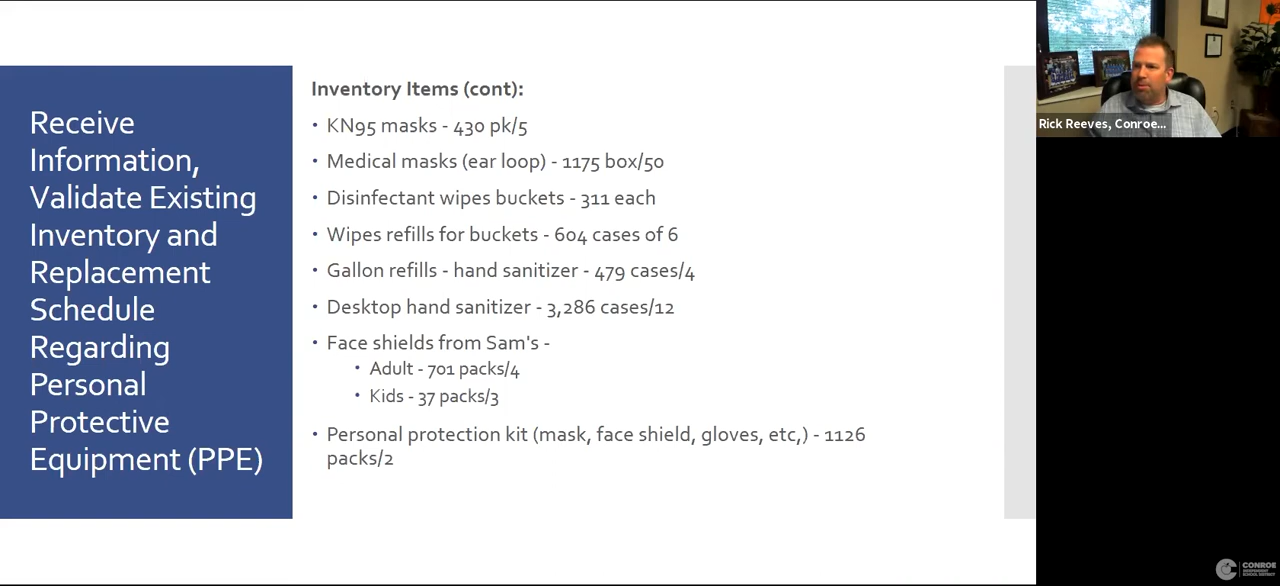 Receive
Information,
Validate Existing
Inventory and
Replacement
Schedule
Regarding
Personal
Protective
Equipment (PPE)
Inventory Items (cont):
• KN95 masks - 430 pk/5
• Medical masks (ear loop) - 1175 box/50
• Disinfectant wipes buckets - 311 each
• Wipes refills for buckets - 604 cases of 6
• Gallon refills - hand sanitizer - 479 cases/4
• Desktop hand sanitizer - 3,286 cases/12
• Face shields from Sam's -
• Adult - 701 packs/4
• Kids - 37 packs/3
• Personal protection kit (mask, face shield, gloves, etc,) - 1126
packs/2
Rick Reeves, Conroe...
CONROE
INDEPENDENT
SCHOOL DISTRICT